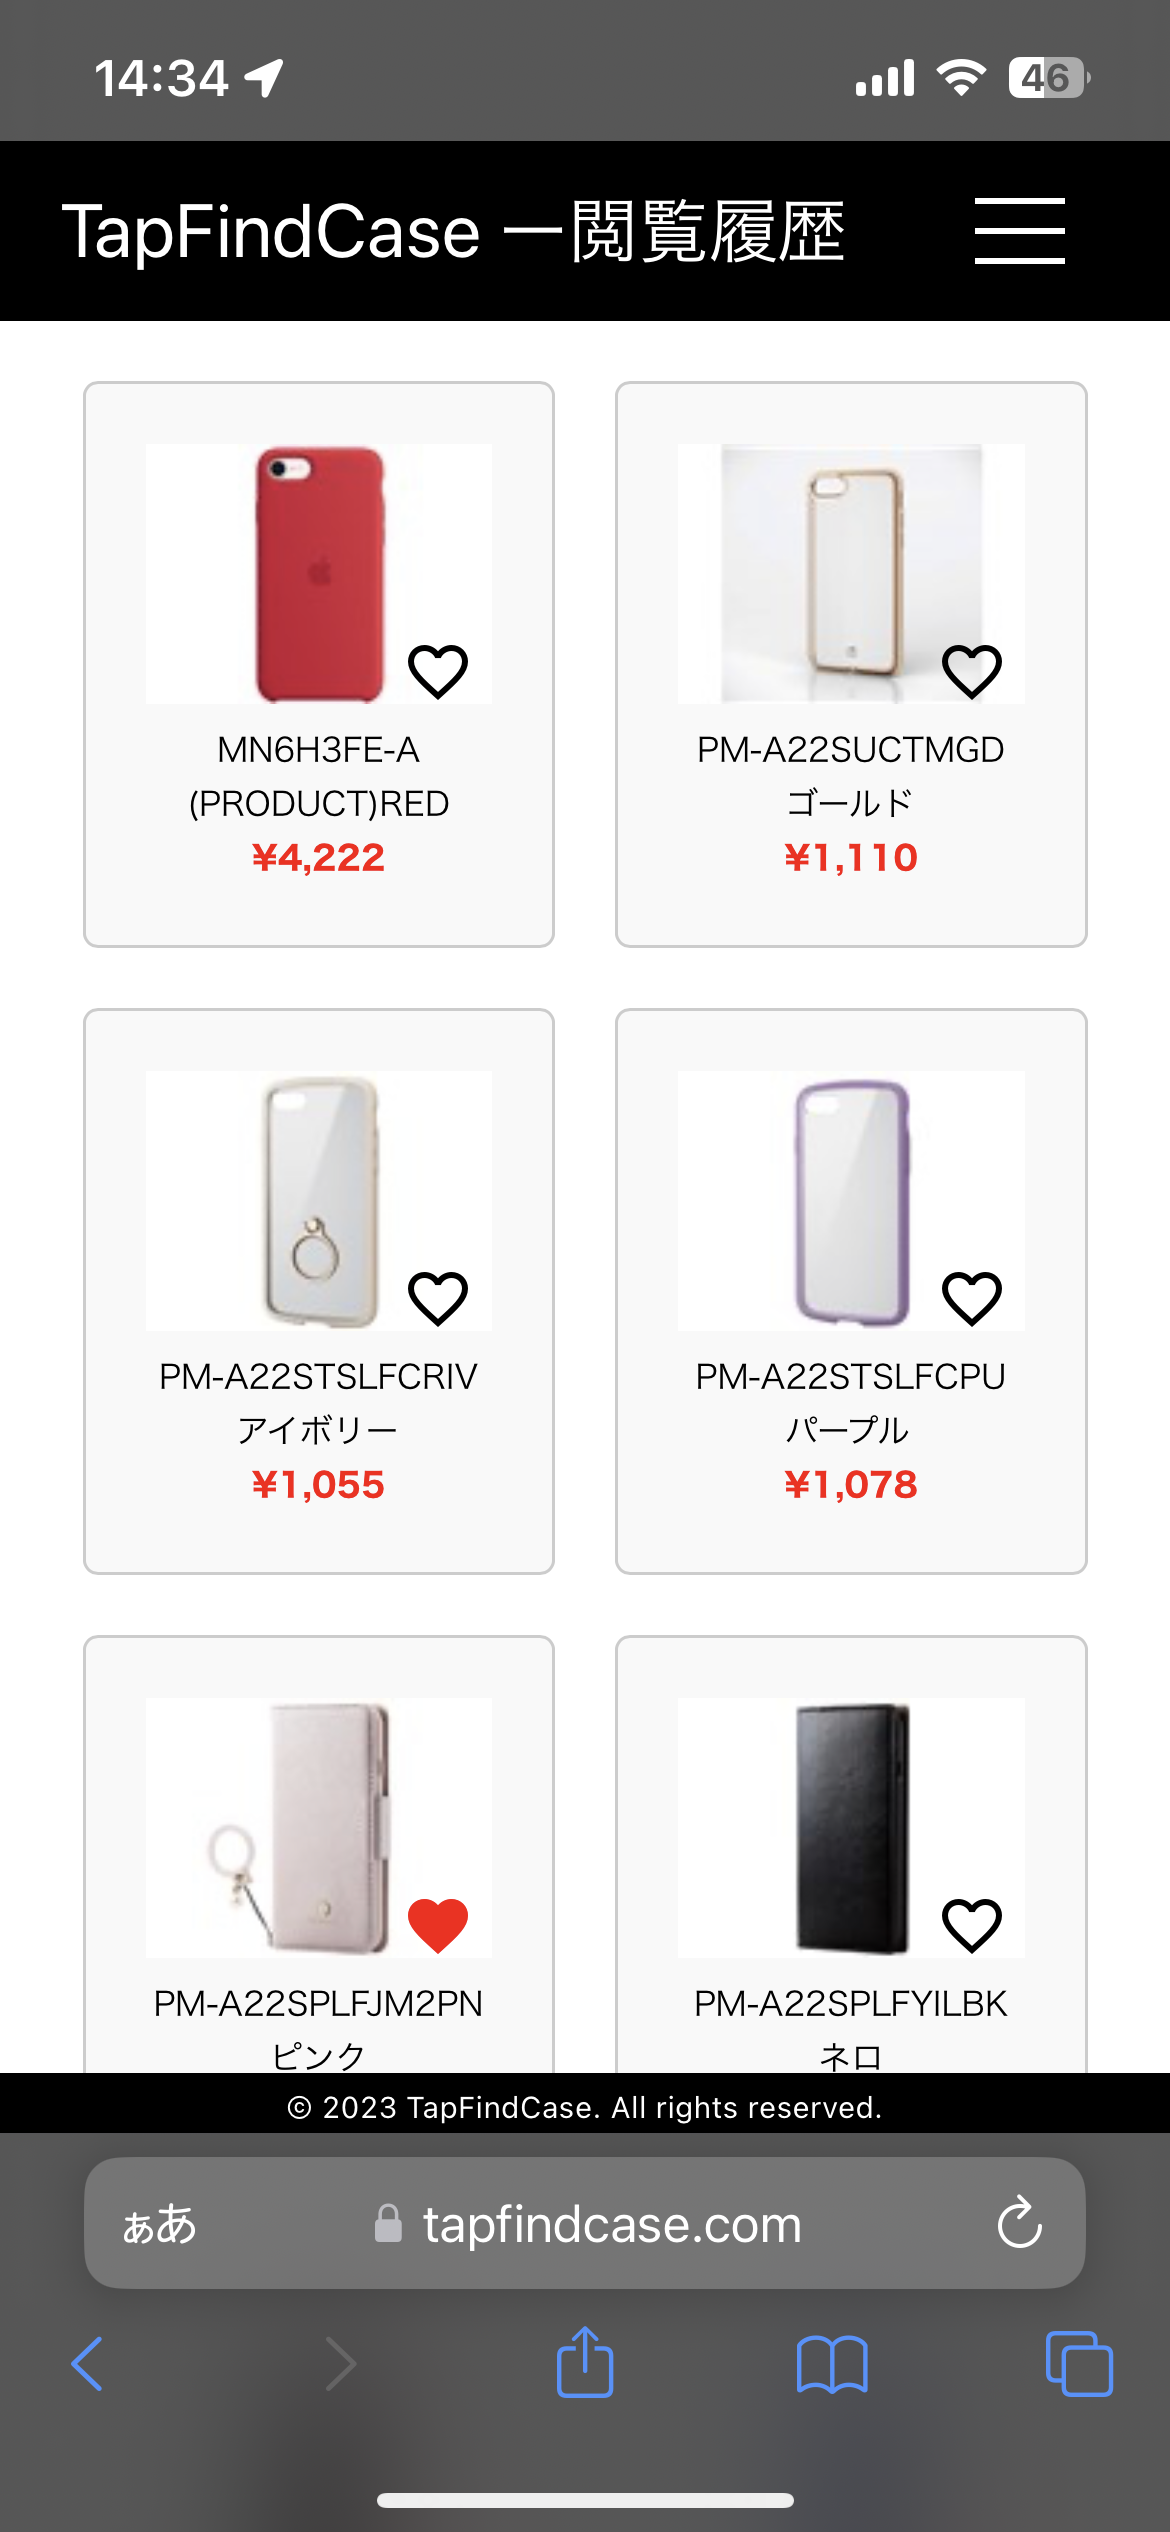 14:34
46
TapFindCase ー閲覧履歴
MN6H3FE-A
(PRODUCT)RED
¥4,222
PM-A22SUCTMGD
ゴールド
¥1,110
PM-A22STSLFCRIV
アイボリー
¥1,055
PM-A22STSLFCPU
パープル
¥1,078
PM-A22SPLFJM2PN
ピンク
PM-A22SPLFYILBK
ネロ
© 2023 TapFindCase. All rights reserved.
ぁあ
tapfindcase.com